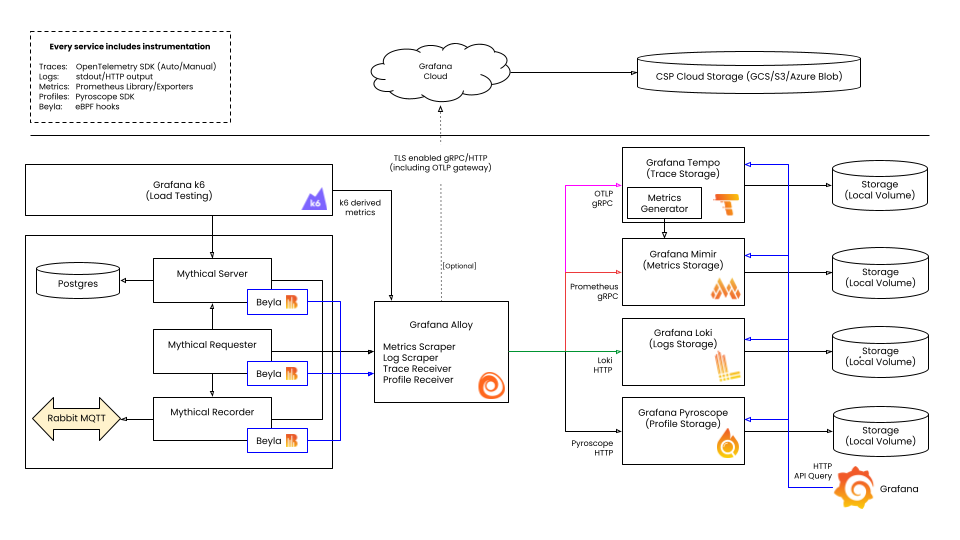 Every service includes instrumentation
Traces: OpenTelemetry SDK (Auto/Manual)
Logs: stdout/HTTP output
Metrics: Prometheus Library/Exporters
Profiles: Pyroscope SDK
Beyla: eBPF hooks
Grafana
Cloud
CSP Cloud Storage (GCS/S3/Azure Blob)
TLS enabled gRPC/HTTP
(including OTLP gateway)
Grafana k6
(Load Testing)
k6
k6 derived
metrics
[Optional]
Postgres
Mythical Server
Beyla
Mythical Requester
Beyla
Rabbit MQTT
Mythical Recorder
Beyla
Grafana Alloy
Metrics Scraper
Log Scraper
Trace Receiver
Profile Receiver
OTLP
gRPC
Prometheus
gRPC
Loki
HTTP
Pyroscope
HTTP
Grafana Tempo
(Trace Storage)
Metrics
Generator
Grafana Mimir
(Metrics Storage)
Grafana Loki
(Logs Storage)
Grafana Pyroscope
(Profile Storage)
Storage
(Local Volume)
Storage
(Local Volume)
Storage
(Local Volume)
Storage
(Local Volume)
HTTP
API Query
Grafana